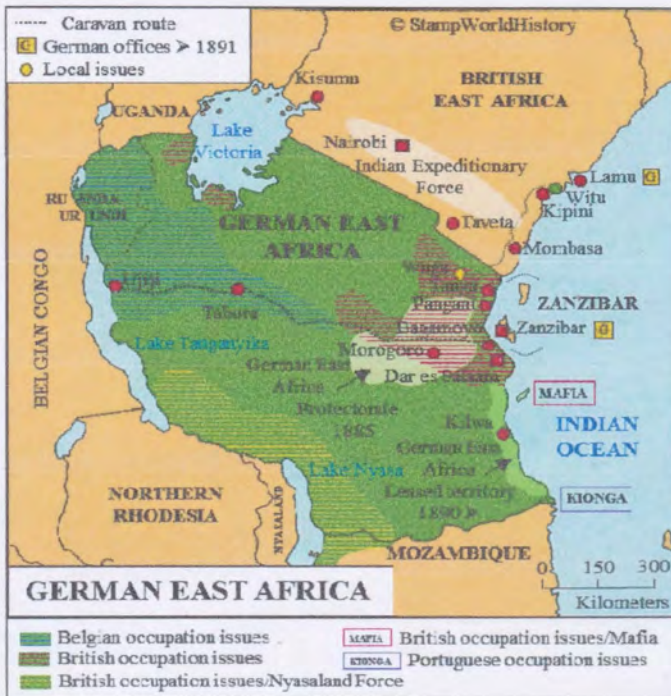 Caravan route
G German offices > 1891
Local issues
© StampWorldHistory
Kisumu
BRITISH
EAST AFRICA
UGANDA
Lake
Victoria
Nairobi
Indian Expeditionary
Force
Lamu G
Witu
Kipini
RUANDA&
URUNDI
GERMAN EAST
AFRICA
Taveta
Mombasa
BELGIAN CONGO
Ujiji
Tabora
Pangani
ZANZIBAR
Zanzibar G
Lake Tanganyika
Morogoro
German East
Africa
Protectorate
1885
Dar es Salaam
MAFIA
Kilwa
INDIAN
OCEAN
German East
Africa
Leased territory
1890
Lake Nyasa
KIONGA
NORTHERN
RHODESIA
NYASALAND
MOZAMBIQUE
0 150 300
Kilometers
GERMAN EAST AFRICA
Belgian occupation issues
British occupation issues
British occupation issues/Nyasaland Force
MAFIA British occupation issues/Mafia
KIONGA Portuguese occupation issues